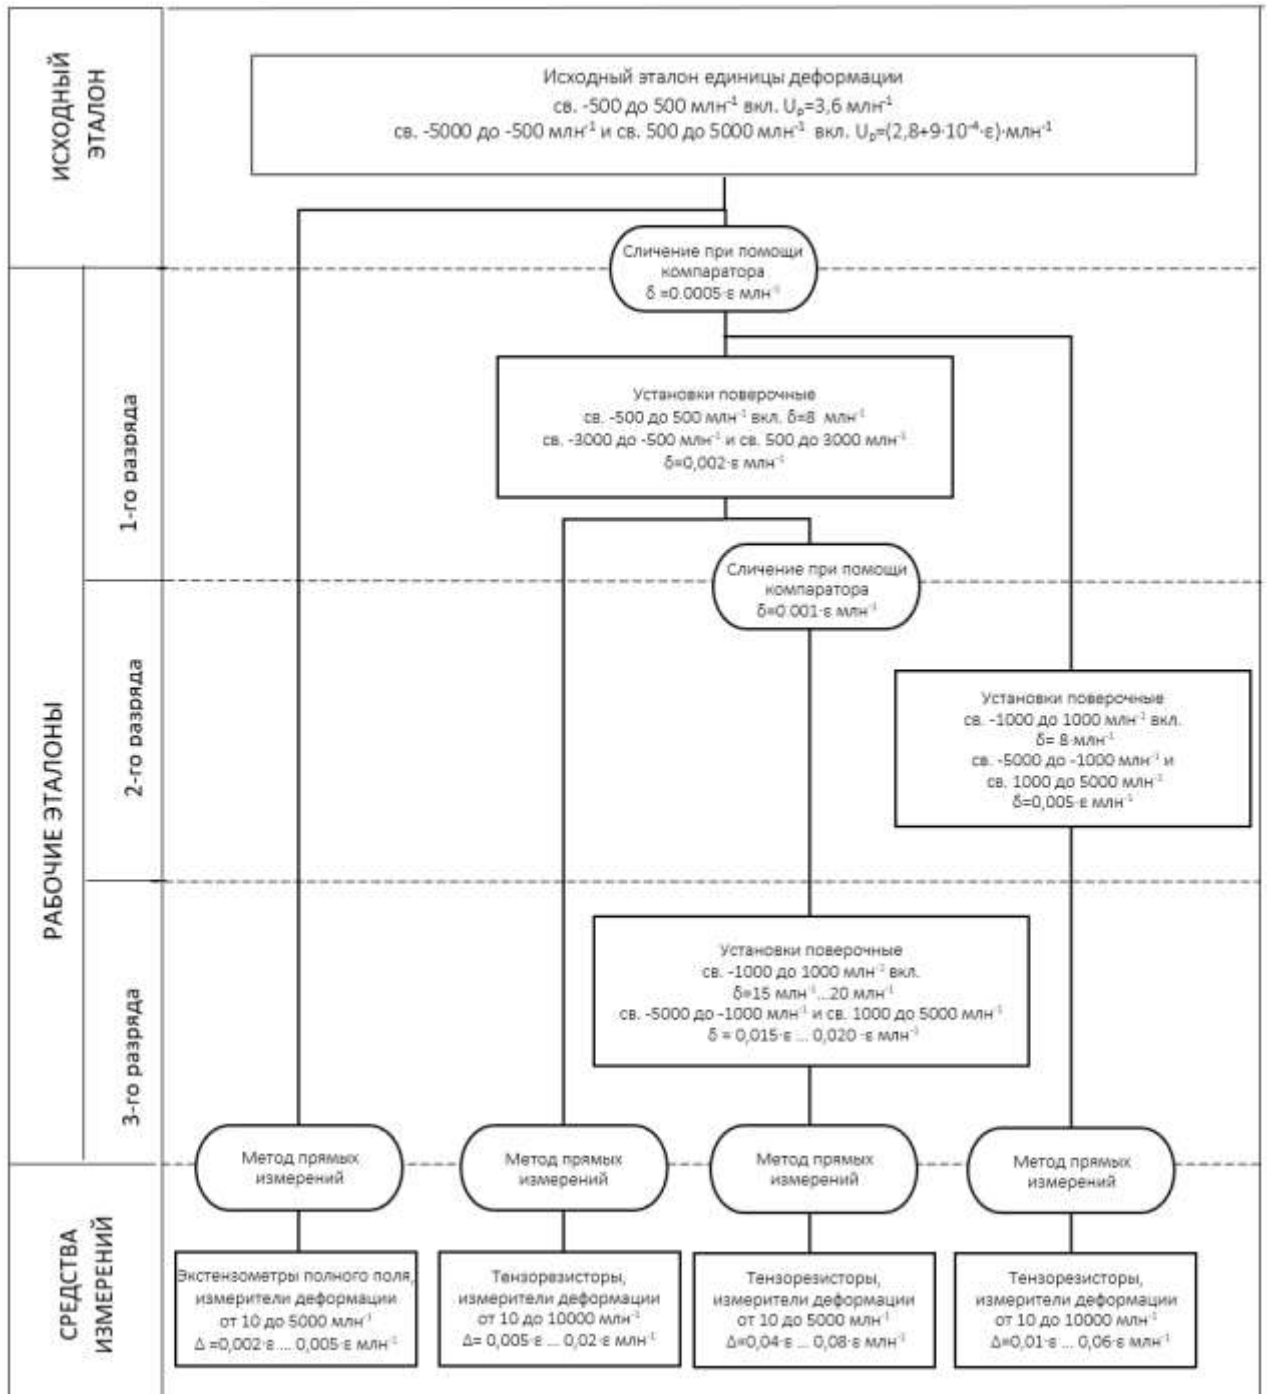 ИСХОДНЫЙ
ЭТАЛОН
Исходный эталон единицы деформации
св. -500 до 500 млн⁻¹ вкл. Uₚ=3,6 млн⁻¹
св. -5000 до -500 млн⁻¹ и св. 500 до 5000 млн⁻¹ вкл. Uₚ=(2,8+9·10⁻⁴·ε)·млн⁻¹
Сличение при помощи
компаратора
δ =0.0005·ε млн⁻¹
РАБОЧИЕ ЭТАЛОНЫ
1-го разряда
Установки поверочные
св. -500 до 500 млн⁻¹ вкл. δ=8 млн⁻¹
св. -3000 до -500 млн⁻¹ и св. 500 до 3000 млн⁻¹
δ=0,002·ε млн⁻¹
Сличение при помощи
компаратора
δ=0.001·ε млн⁻¹
2-го разряда
Установки поверочные
св. -1000 до 1000 млн⁻¹ вкл.
δ= 8·млн⁻¹
св. -5000 до -1000 млн⁻¹ и
св. 1000 до 5000 млн⁻¹
δ=0,005·ε млн⁻¹
3-го разряда
Установки поверочные
св. -1000 до 1000 млн⁻¹ вкл.
δ=15 млн⁻¹...20 млн⁻¹
св. -5000 до -1000 млн⁻¹ и св. 1000 до 5000 млн⁻¹
δ = 0,015·ε ... 0,020 ·ε млн⁻¹
Метод прямых
измерений
Метод прямых
измерений
Метод прямых
измерений
Метод прямых
измерений
СРЕДСТВА
ИЗМЕРЕНИЙ
Экстензометры полного поля,
измерители деформации
от 10 до 5000 млн⁻¹
Δ =0,002·ε ... 0,005·ε млн⁻¹
Тензорезисторы,
измерители деформации
от 10 до 10000 млн⁻¹
Δ= 0,005·ε ... 0,02·ε млн⁻¹
Тензорезисторы,
измерители деформации
от 10 до 5000 млн⁻¹
Δ=0,04·ε ... 0,08·ε млн⁻¹
Тензорезисторы,
измерители деформации
от 10 до 10000 млн⁻¹
Δ=0,01·ε ... 0,06·ε млн⁻¹